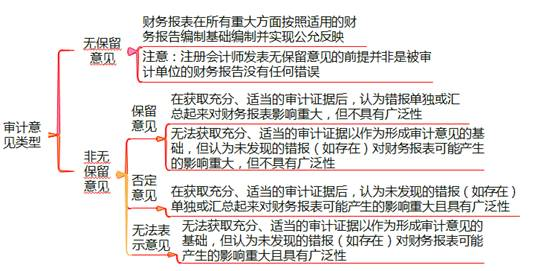 审计意
见类型
无保留
意见
财务报表在所有重大方面按照适用的财
务报告编制基础编制并实现公允反映
注意：注册会计师发表无保留意见的前提并非是被审
计单位的财务报告没有任何错误
非无
保留
意见
保留
意见
在获取充分、适当的审计证据后，认为错报单独或汇
总起来对财务报表影响重大，但不具有广泛性
无法获取充分、适当的审计证据以作为形成审计意见的基
础，但认为未发现的错报（如存在）对财务报表可能产生
的影响重大，但不具有广泛性
否定
意见
在获取充分、适当的审计证据后，认为未发现的错报（如存在）
单独或汇总起来对财务报表可能产生的影响重大且具有广泛性
无法表
示意见
无法获取充分、适当的审计证据以作为形成审计意见的
基础，但认为未发现的错报（如存在）对财务报表可能
产生的影响重大且具有广泛性